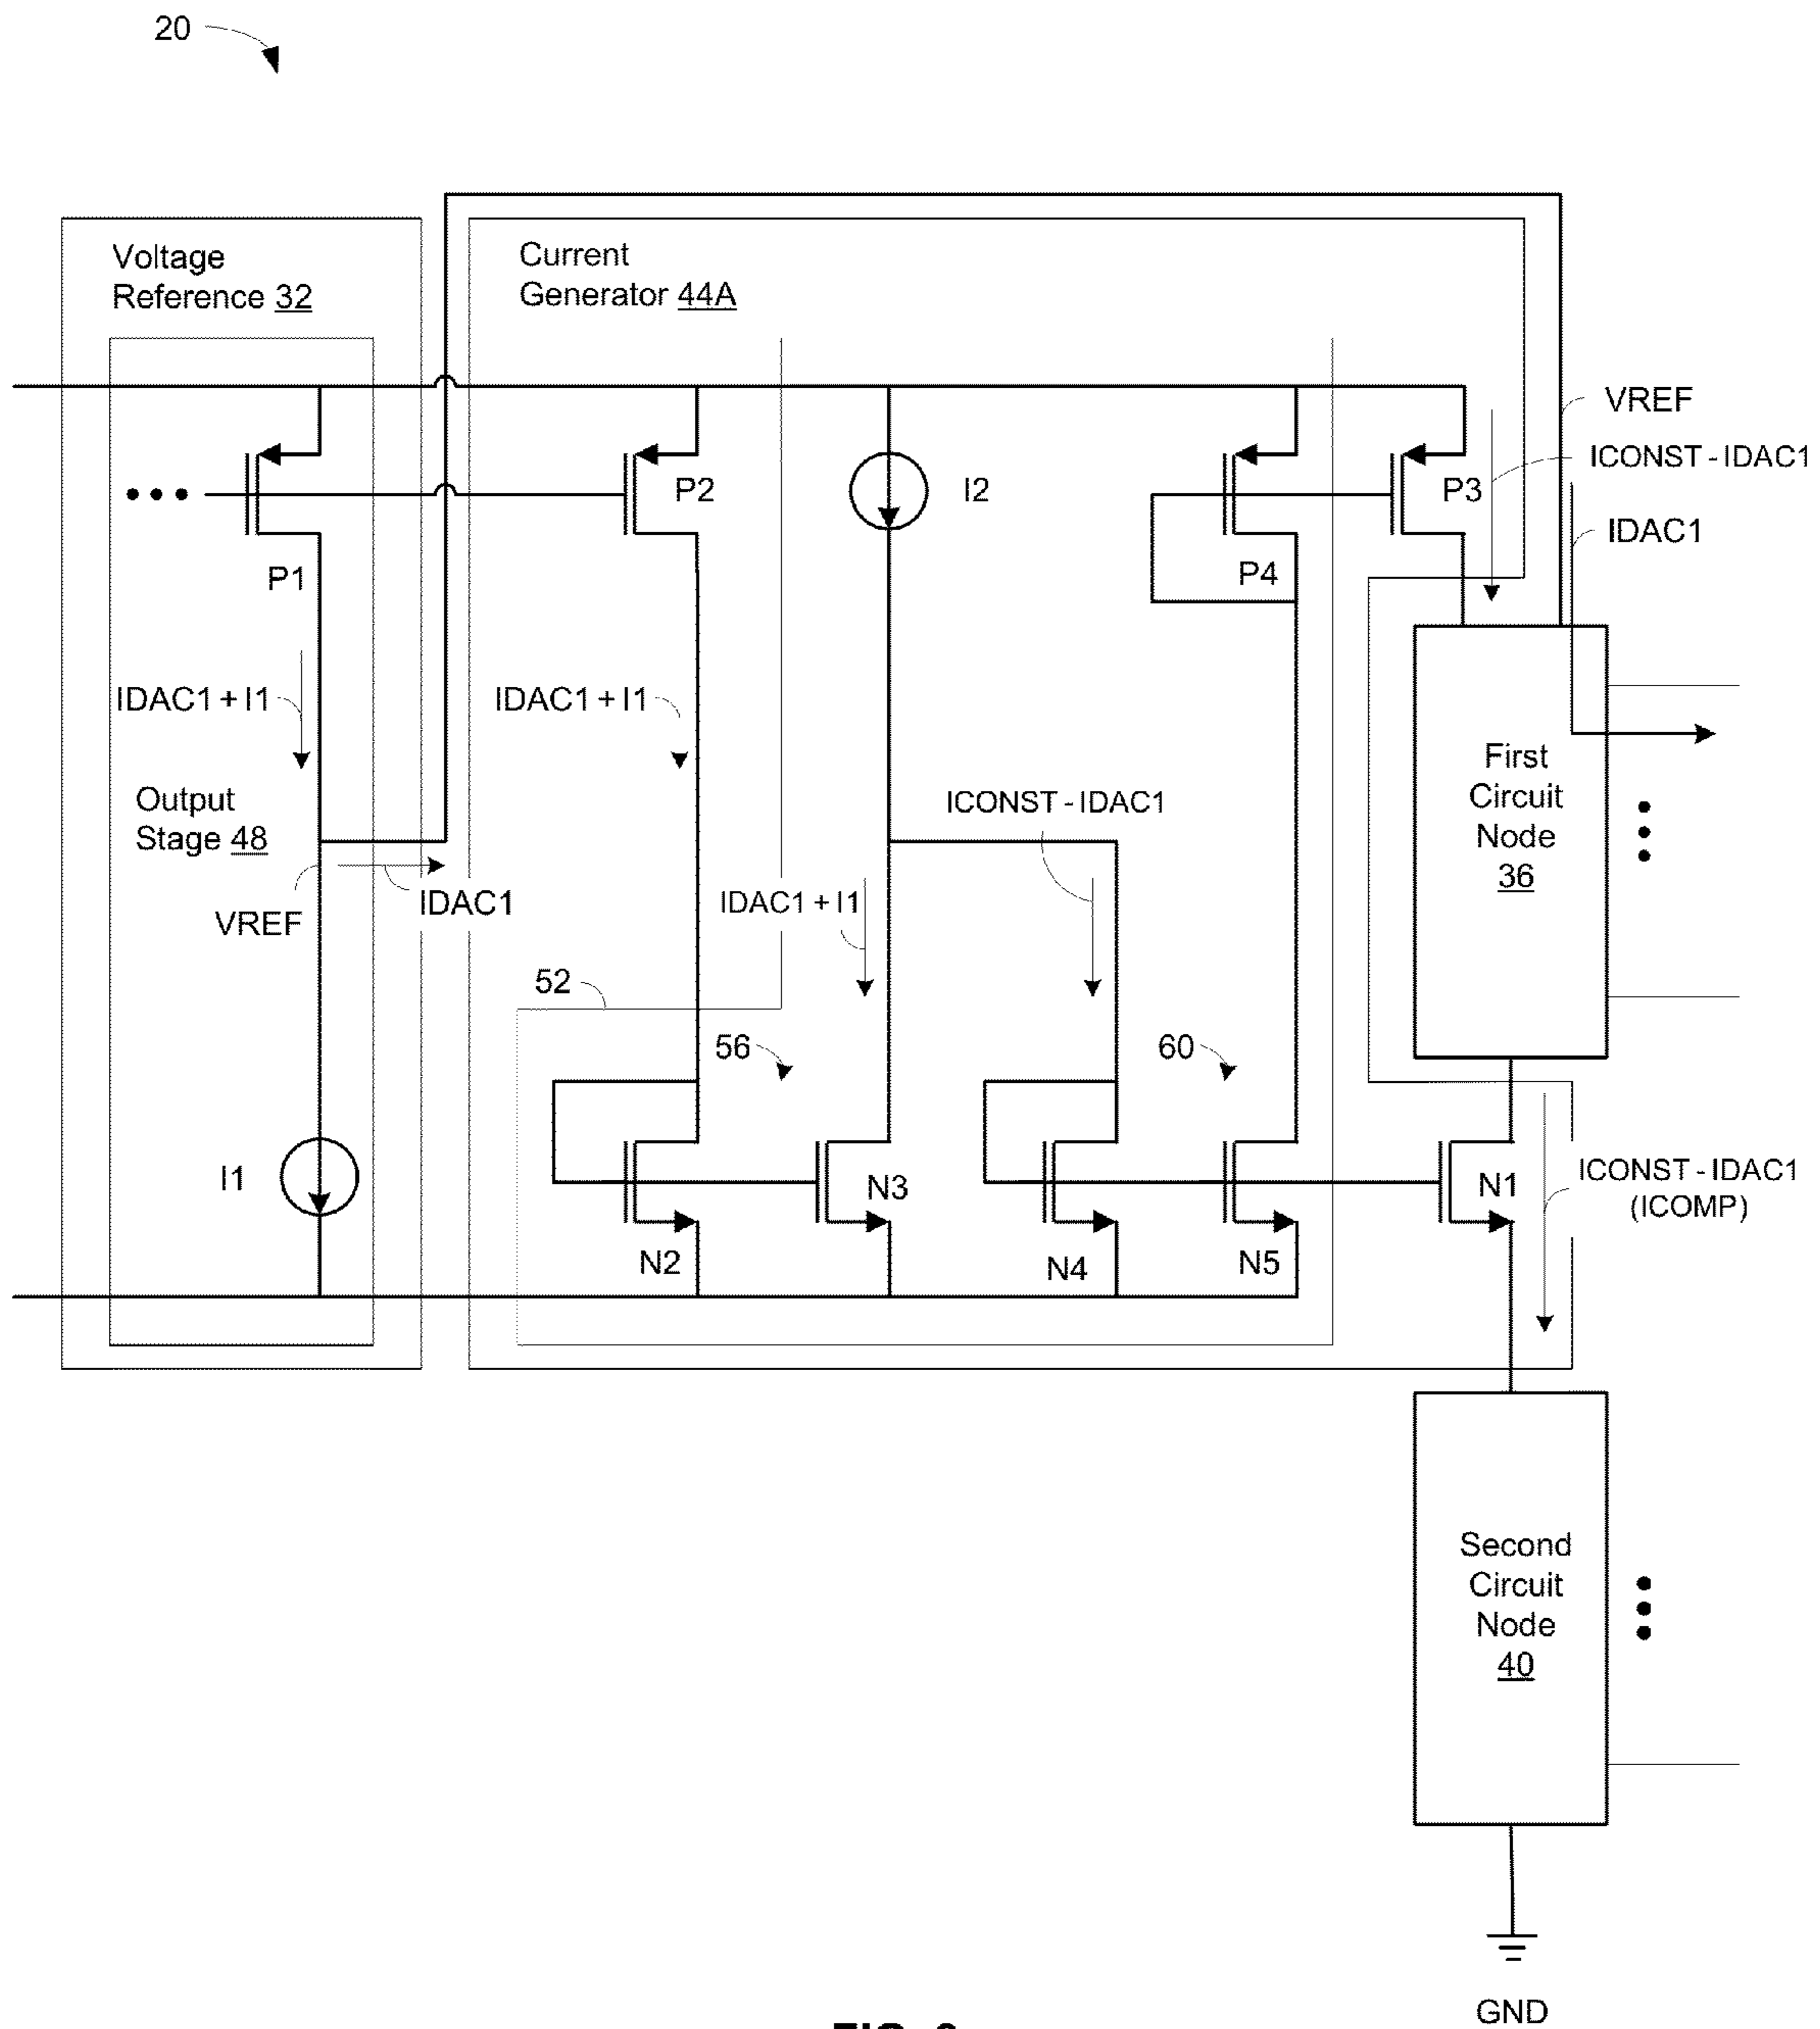 20
Voltage
Reference 32
Current
Generator 44A
VREF
ICONST - IDAC1
IDAC1
P1
P2
I2
P4
P3
IDAC1 + I1
IDAC1 + I1
Output
Stage 48
VREF
IDAC1
IDAC1 + I1
ICONST - IDAC1
First
Circuit
Node
36
52
56
60
I1
N2
N3
N4
N5
N1
ICONST - IDAC1
(ICOMP)
Second
Circuit
Node
40
GND